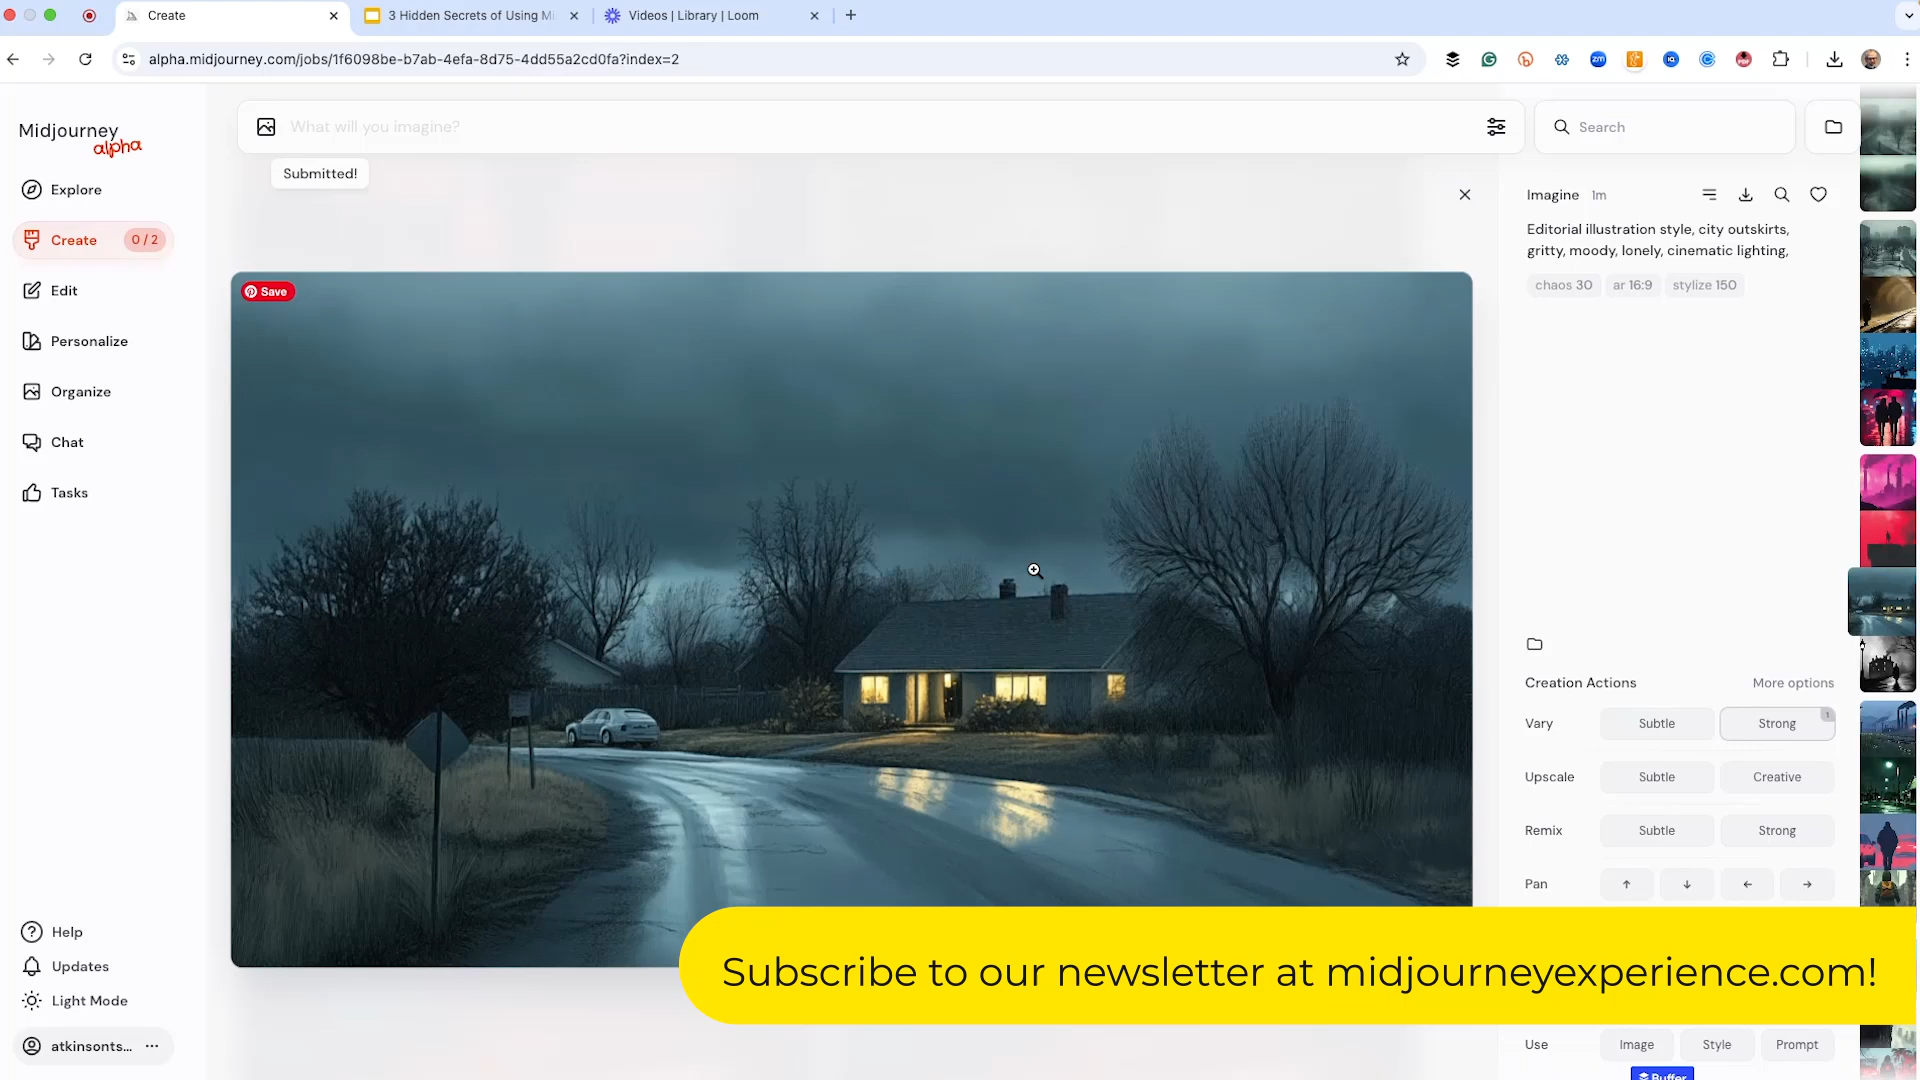 Create
3 Hidden Secrets of Using Mi
Videos | Library | Loom
alpha.midjourney.com/jobs/1f6098be-b7ab-4efa-8d75-4dd55a2cd0fa?index=2
Midjourney
alpha
What will you imagine?
Search
Submitted!
Explore
Create 0 / 2
Edit
Personalize
Organize
Chat
Tasks
Help
Updates
Light Mode
atkinsonts...
Save
Imagine 1m
Editorial illustration style, city outskirts,
gritty, moody, lonely, cinematic lighting,
chaos 30 ar 16:9 stylize 150
Creation Actions More options
Vary Subtle Strong 1
Upscale Subtle Creative
Remix Subtle Strong
Pan
Subscribe to our newsletter at midjourneyexperience.com!
Use Image Style Prompt
Buffer